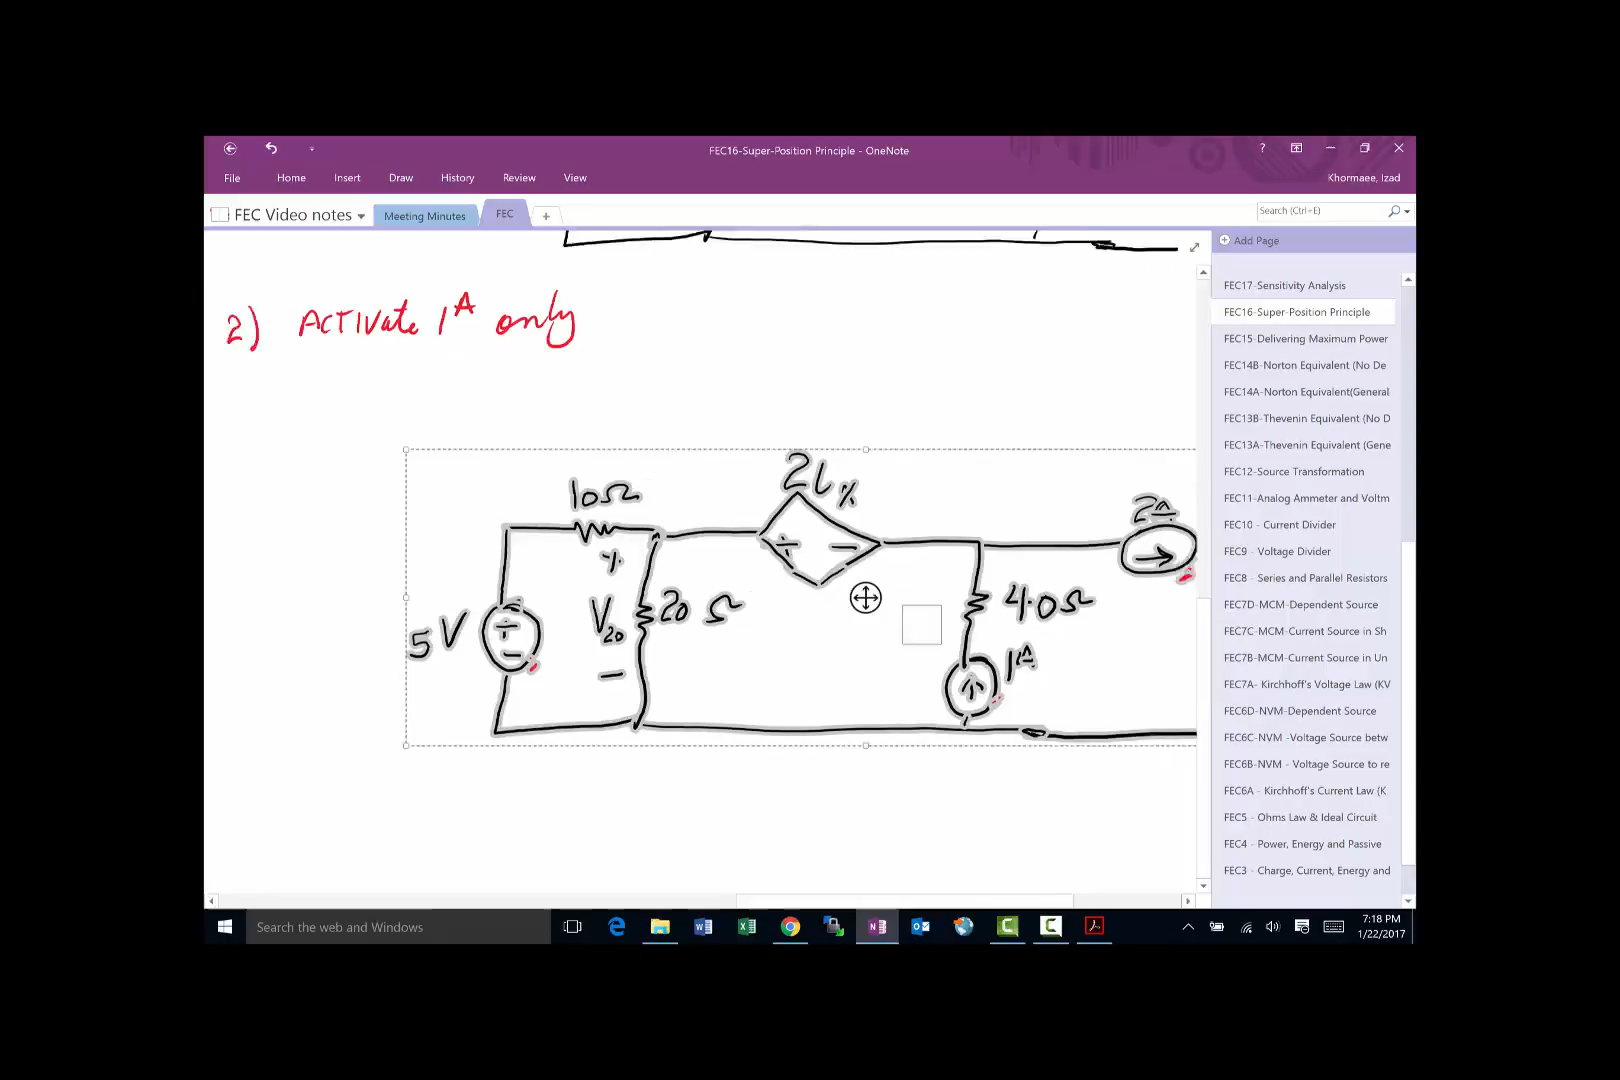 FEC16-Super-Position Principle - OneNote
?
File Home Insert Draw History Review View
Khormaee, Izad
FEC Video notes
Meeting Minutes
FEC
+
Search (Ctrl+E)
Add Page
2) ACTIVate 1A only
10Ω
+
V20
−
20 Ω
5 V
+
−
2ix
+ −
2A
4.0Ω
1A
FEC17-Sensitivity Analysis
FEC16-Super-Position Principle
FEC15-Delivering Maximum Power
FEC14B-Norton Equivalent (No De
FEC14A-Norton Equivalent(General
FEC13B-Thevenin Equivalent (No D
FEC13A-Thevenin Equivalent (Gene
FEC12-Source Transformation
FEC11-Analog Ammeter and Voltm
FEC10 - Current Divider
FEC9 - Voltage Divider
FEC8 - Series and Parallel Resistors
FEC7D-MCM-Dependent Source
FEC7C-MCM-Current Source in Sh
FEC7B-MCM-Current Source in Un
FEC7A- Kirchhoff's Voltage Law (KV
FEC6D-NVM-Dependent Source
FEC6C-NVM -Voltage Source betw
FEC6B-NVM - Voltage Source to re
FEC6A - Kirchhoff's Current Law (K
FEC5 - Ohms Law & Ideal Circuit
FEC4 - Power, Energy and Passive
FEC3 - Charge, Current, Energy and
Search the web and Windows
7:18 PM
1/22/2017